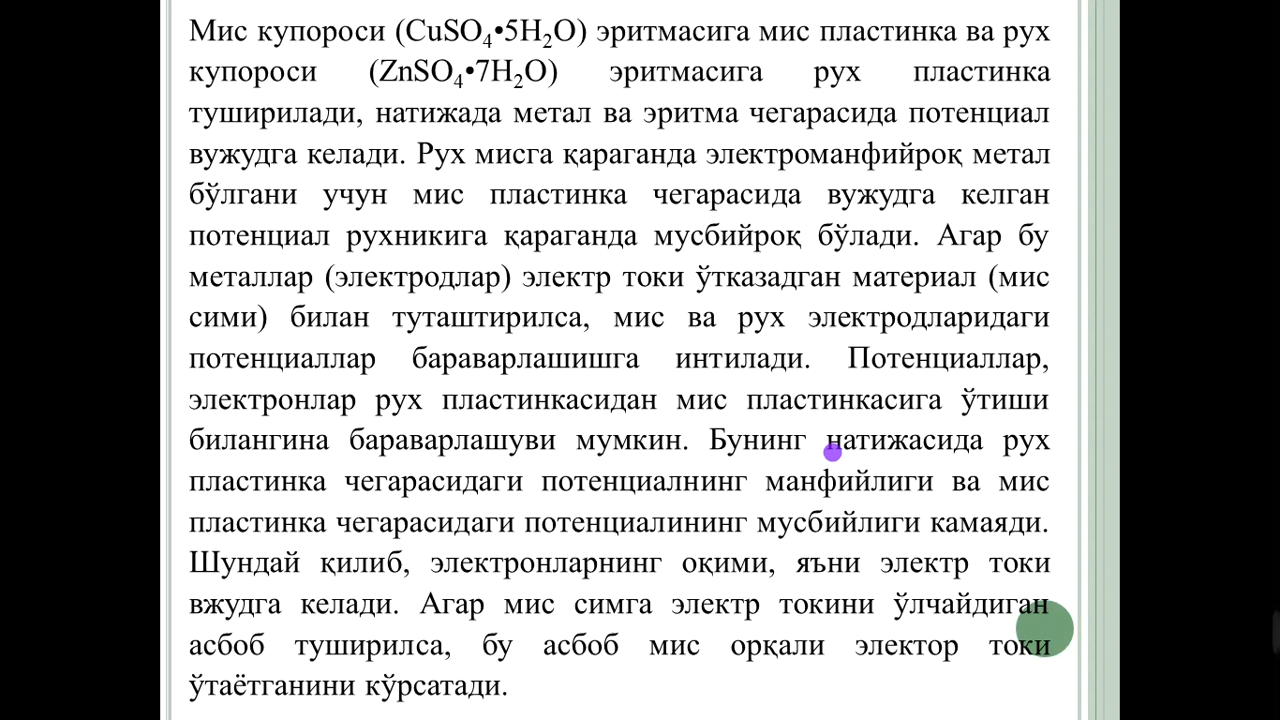 Мис купороси (CuSO₄•5H₂O) эритмасига мис пластинка ва рух
купороси (ZnSO₄•7H₂O) эритмасига рух пластинка
туширилади, натижада метал ва эритма чегарасида потенциал
вужудга келади. Рух мисга қараганда электроманфийроқ метал
бўлгани учун мис пластинка чегарасида вужудга келган
потенциал рухникига қараганда мусбийроқ бўлади. Агар бу
металлар (электродлар) электр токи ўтказадган материал (мис
сими) билан туташтирилса, мис ва рух электродларидаги
потенциаллар бараварлашишга интилади. Потенциаллар,
электронлар рух пластинкасидан мис пластинкасига ўтиши
билангина бараварлашуви мумкин. Бунинг натижасида рух
пластинка чегарасидаги потенциалнинг манфийлиги ва мис
пластинка чегарасидаги потенциалининг мусбийлиги камаяди.
Шундай қилиб, электронларнинг оқими, яъни электр токи
вжудга келади. Агар мис симга электр токини ўлчайдиган
асбоб туширилса, бу асбоб мис орқали электор токи
ўтаётганини кўрсатади.